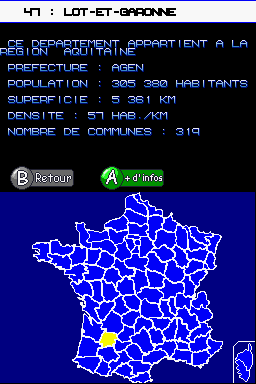 47 : LOT-ET-GARONNE
CE DEPARTEMENT APPARTIENT A LA
REGION AQUITAINE
PREFECTURE : AGEN
POPULATION : 305 380 HABITANTS
SUPERFICIE : 5 361 KM
DENSITE : 57 HAB./KM
NOMBRE DE COMMUNES : 319
B Retour
A + d'infos